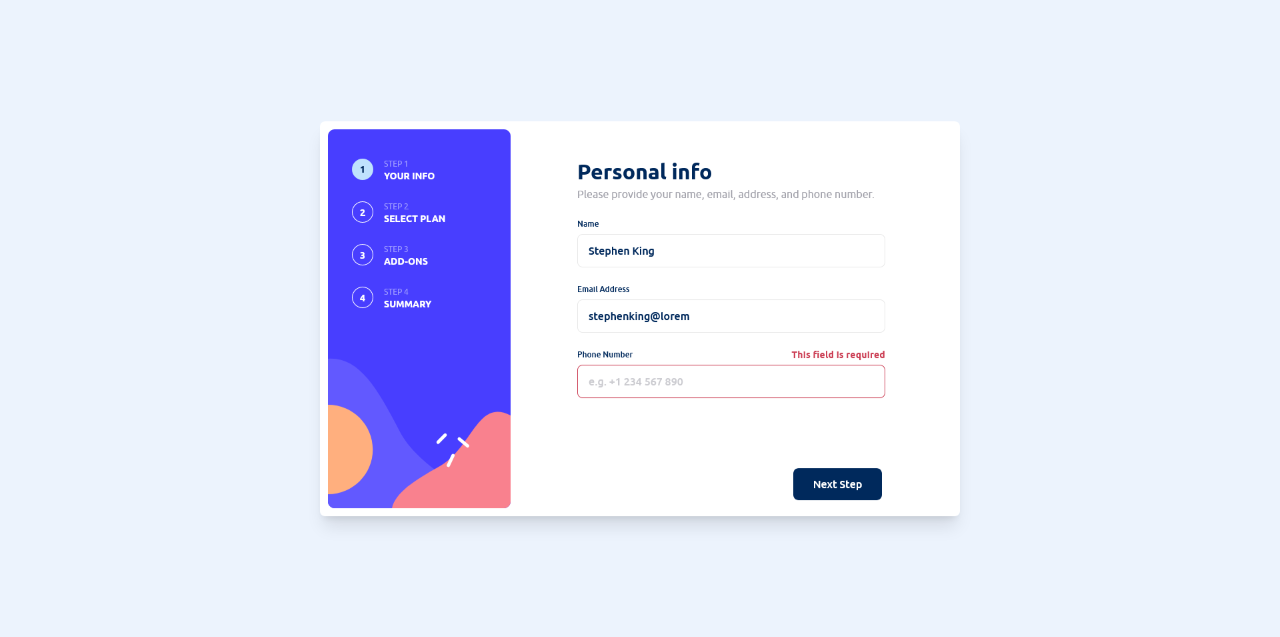 1
STEP 1
YOUR INFO
2
STEP 2
SELECT PLAN
3
STEP 3
ADD-ONS
4
STEP 4
SUMMARY
Personal info
Please provide your name, email, address, and phone number.
Name
Stephen King
Email Address
stephenking@lorem
Phone Number
This field is required
e.g. +1 234 567 890
Next Step